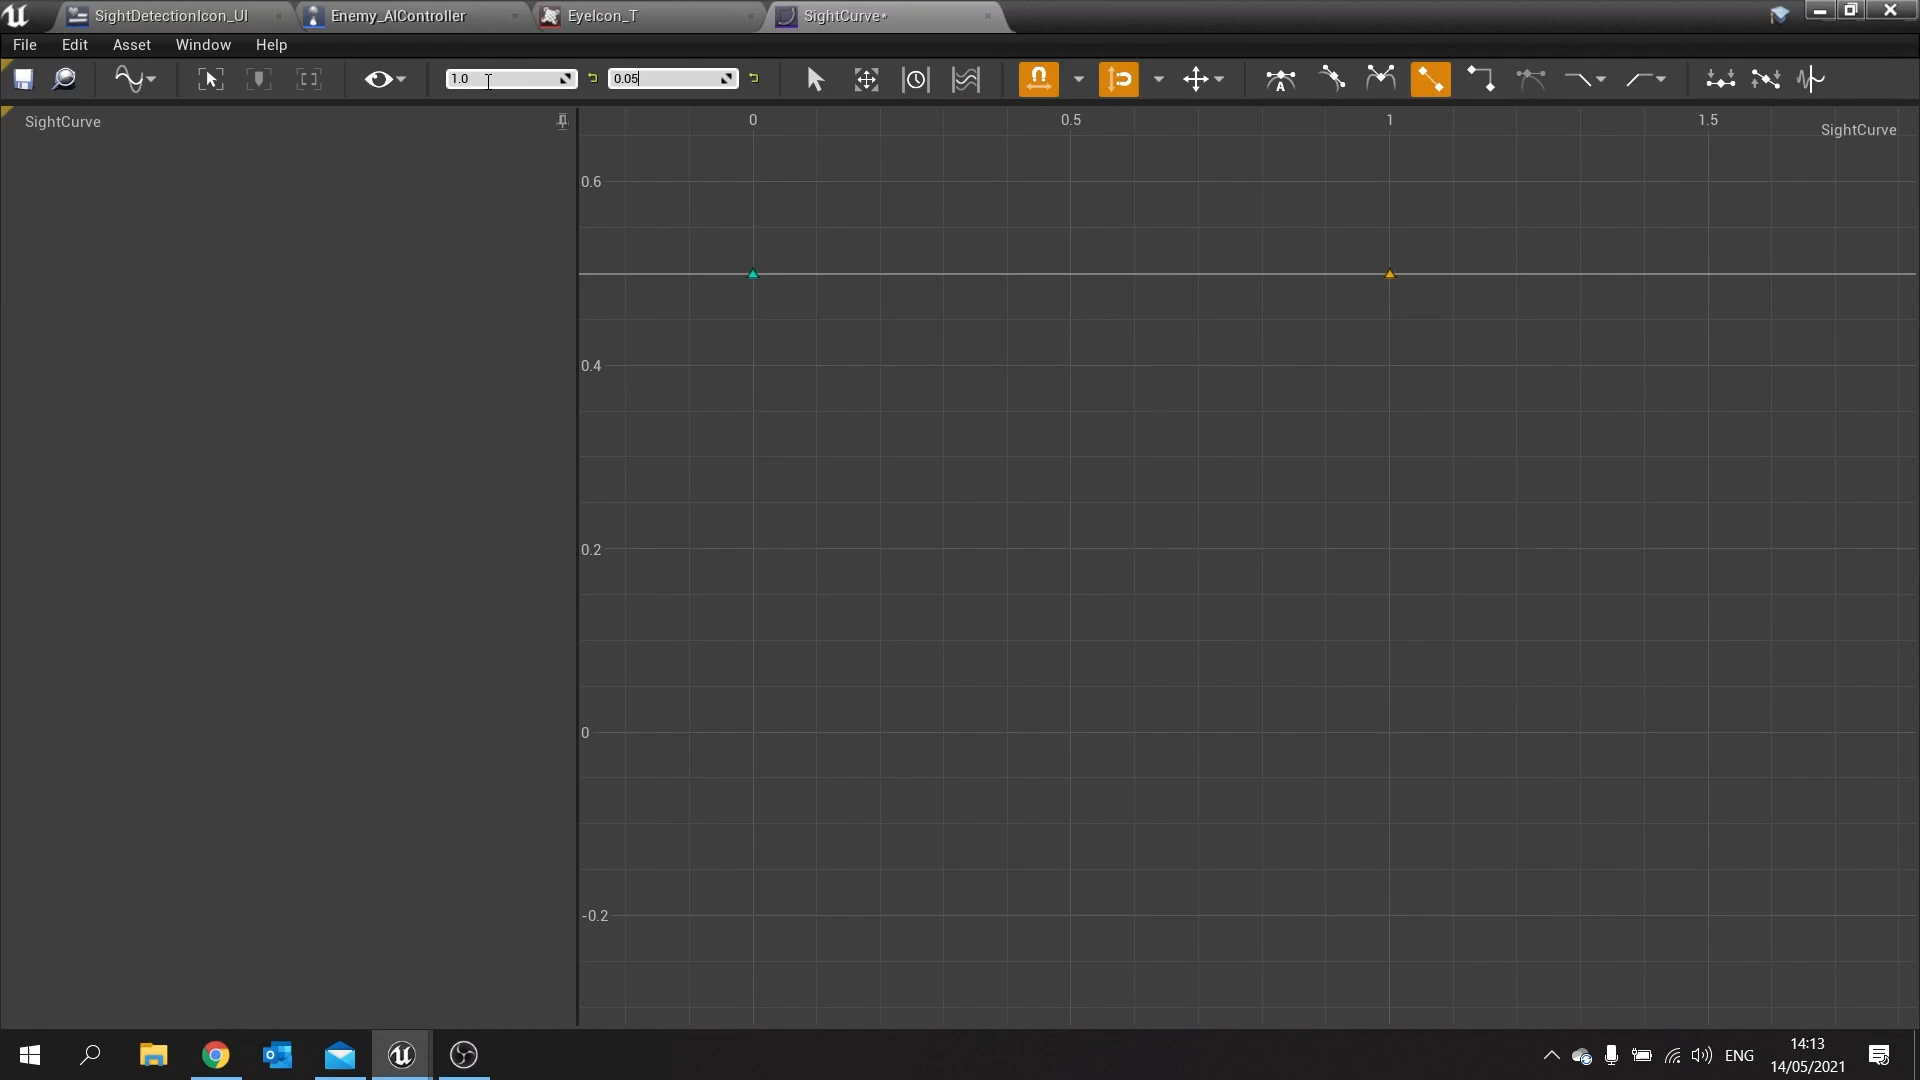 SightDetectionIcon_UI
Enemy_AIController
EyeIcon_T
SightCurve*
File Edit Asset Window Help
1.0
0.05
SightCurve
0 0.5 1 1.5
SightCurve
0.6
0.4
0.2
0
-0.2
ENG
14:13
14/05/2021